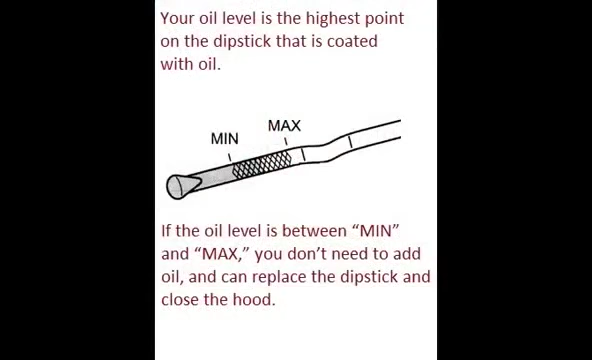 Your oil level is the highest point
on the dipstick that is coated
with oil.
MAX
MIN
If the oil level is between “MIN”
and “MAX,” you don’t need to add
oil, and can replace the dipstick and
close the hood.